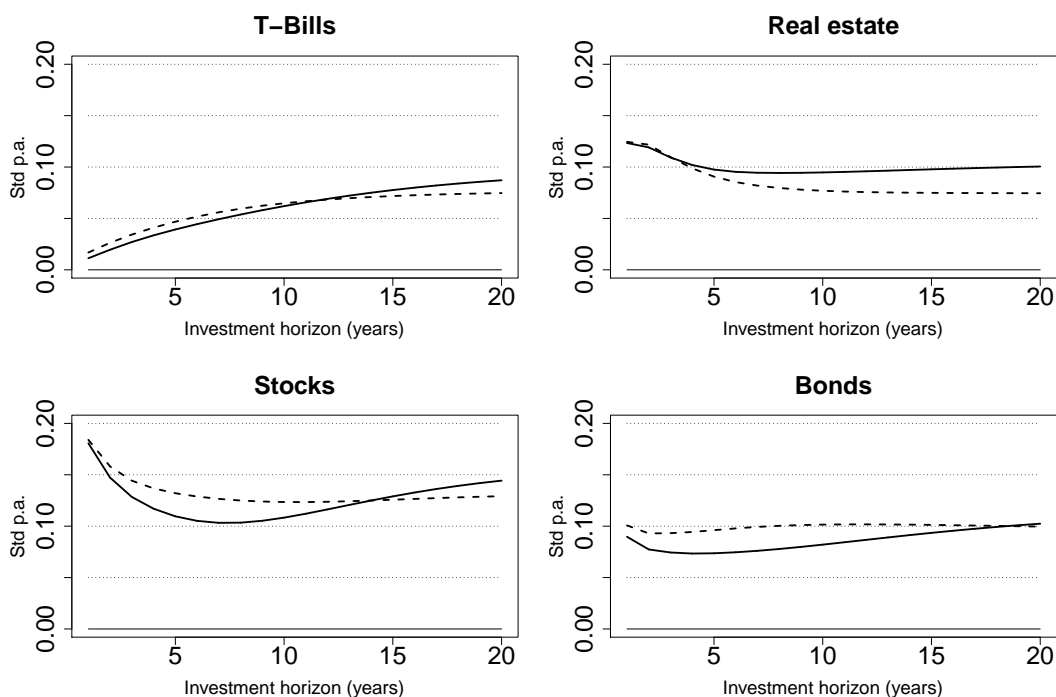 T−Bills
Std p.a.
0.00 0.10 0.20
5 10 15 20
Investment horizon (years)
Real estate
Std p.a.
0.00 0.10 0.20
5 10 15 20
Investment horizon (years)
Stocks
Std p.a.
0.00 0.10 0.20
5 10 15 20
Investment horizon (years)
Bonds
Std p.a.
0.00 0.10 0.20
5 10 15 20
Investment horizon (years)